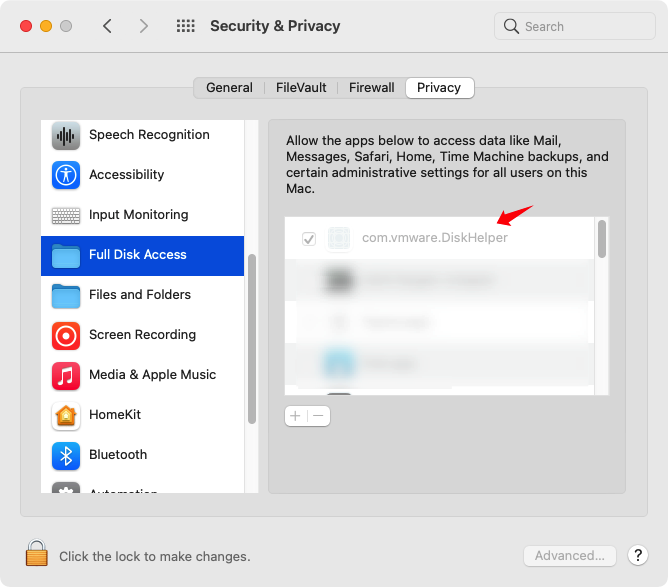 Security & Privacy
Search
General
FileVault
Firewall
Privacy
Speech Recognition
Accessibility
Input Monitoring
Full Disk Access
Files and Folders
Screen Recording
Media & Apple Music
HomeKit
Bluetooth
Automation
Allow the apps below to access data like Mail,
Messages, Safari, Home, Time Machine backups, and
certain administrative settings for all users on this
Mac.
com.vmware.DiskHelper
Click the lock to make changes.
Advanced...
?